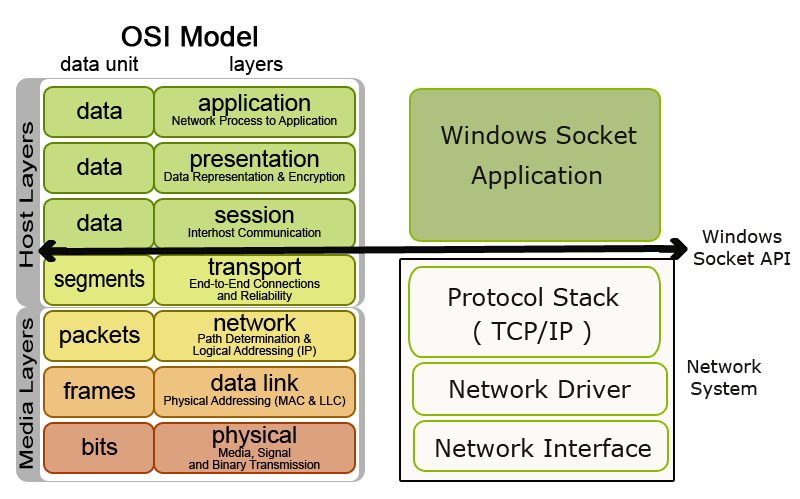 OSI Model
data unit
layers
Host Layers
data
application
Network Process to Application
data
presentation
Data Representation & Encryption
data
session
Interhost Communication
segments
transport
End-to-End Connections
and Reliability
Media Layers
packets
network
Path Determination &
Logical Addressing (IP)
frames
data link
Physical Addressing (MAC & LLC)
bits
physical
Media, Signal
and Binary Transmission
Windows Socket
Application
Windows
Socket API
Protocol Stack
( TCP/IP )
Network Driver
Network Interface
Network
System